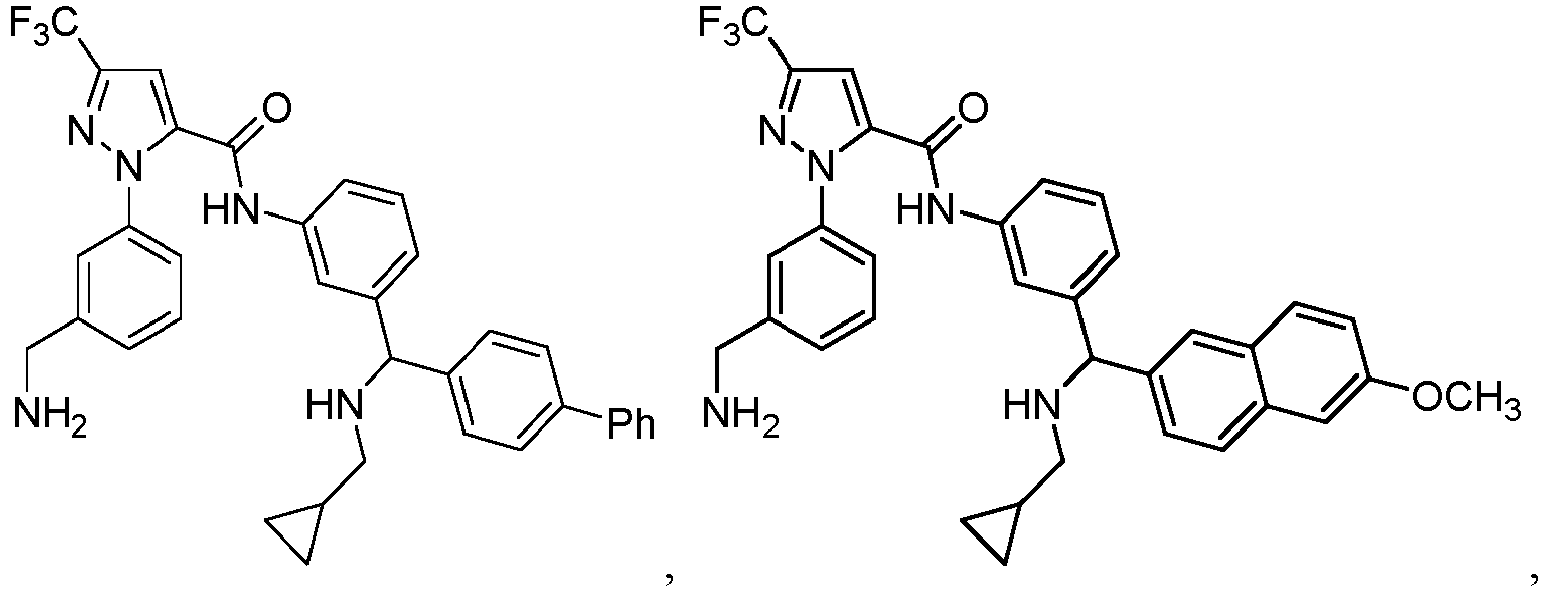 F3C F3C
O O
N N
N N
HN HN
HN HN OCH3
NH2 Ph NH2
, ,